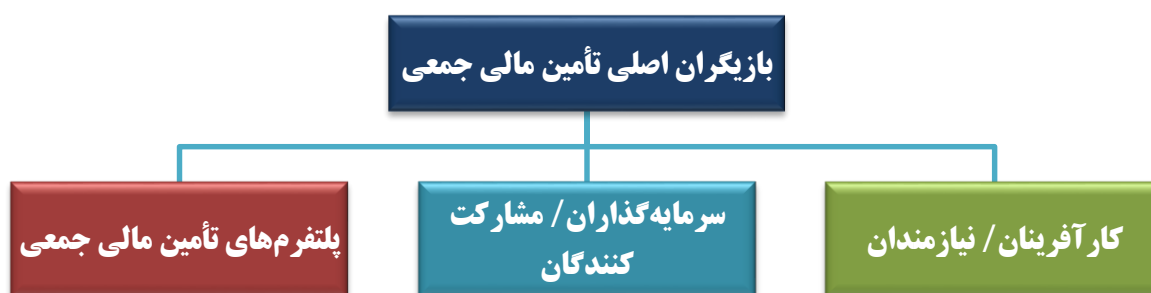 بازیگران اصلی تأمین مالی جمعی
کارآفرینان/ نیازمندان
سرمایه‌گذاران/ مشارکت
کنندگان
پلتفرم‌های تأمین مالی جمعی